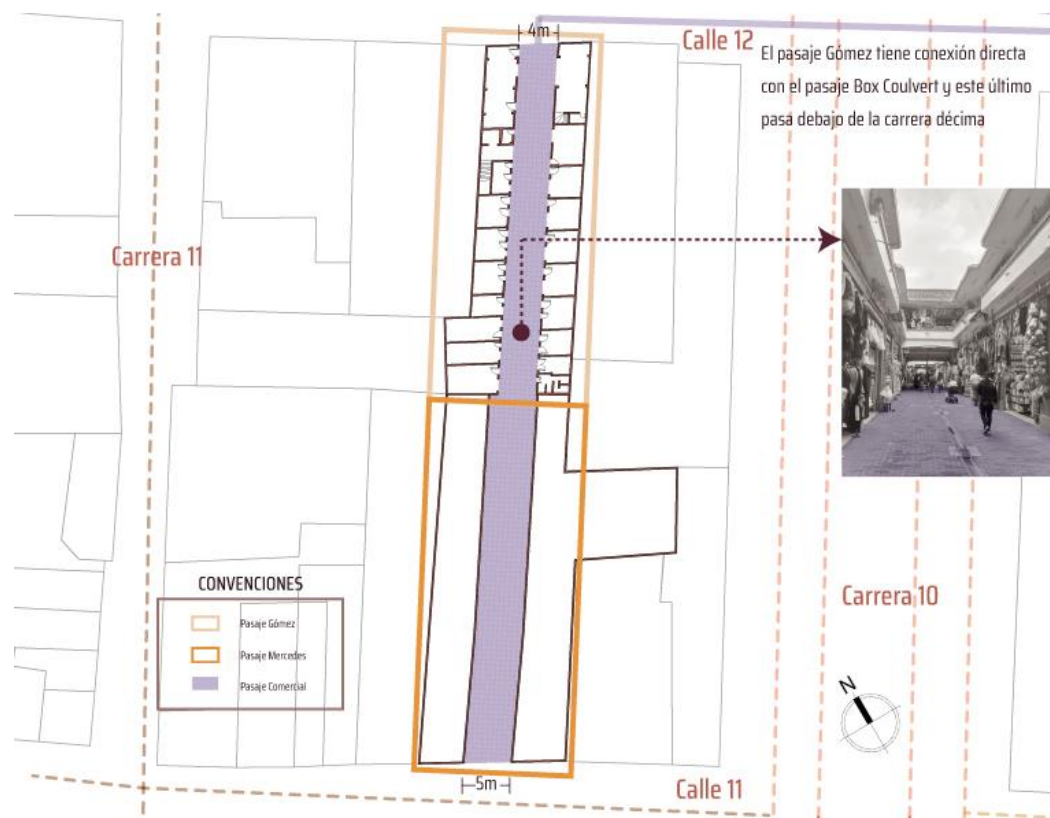 4m
Calle 12
El pasaje Gómez tiene conexión directa
con el pasaje Box Coulvert y este último
pasa debajo de la carrera décima
Carrera 11
CONVENCIONES
Pasaje Gómez
Pasaje Mercedes
Pasaje Comercial
Carrera 10
N
5m
Calle 11